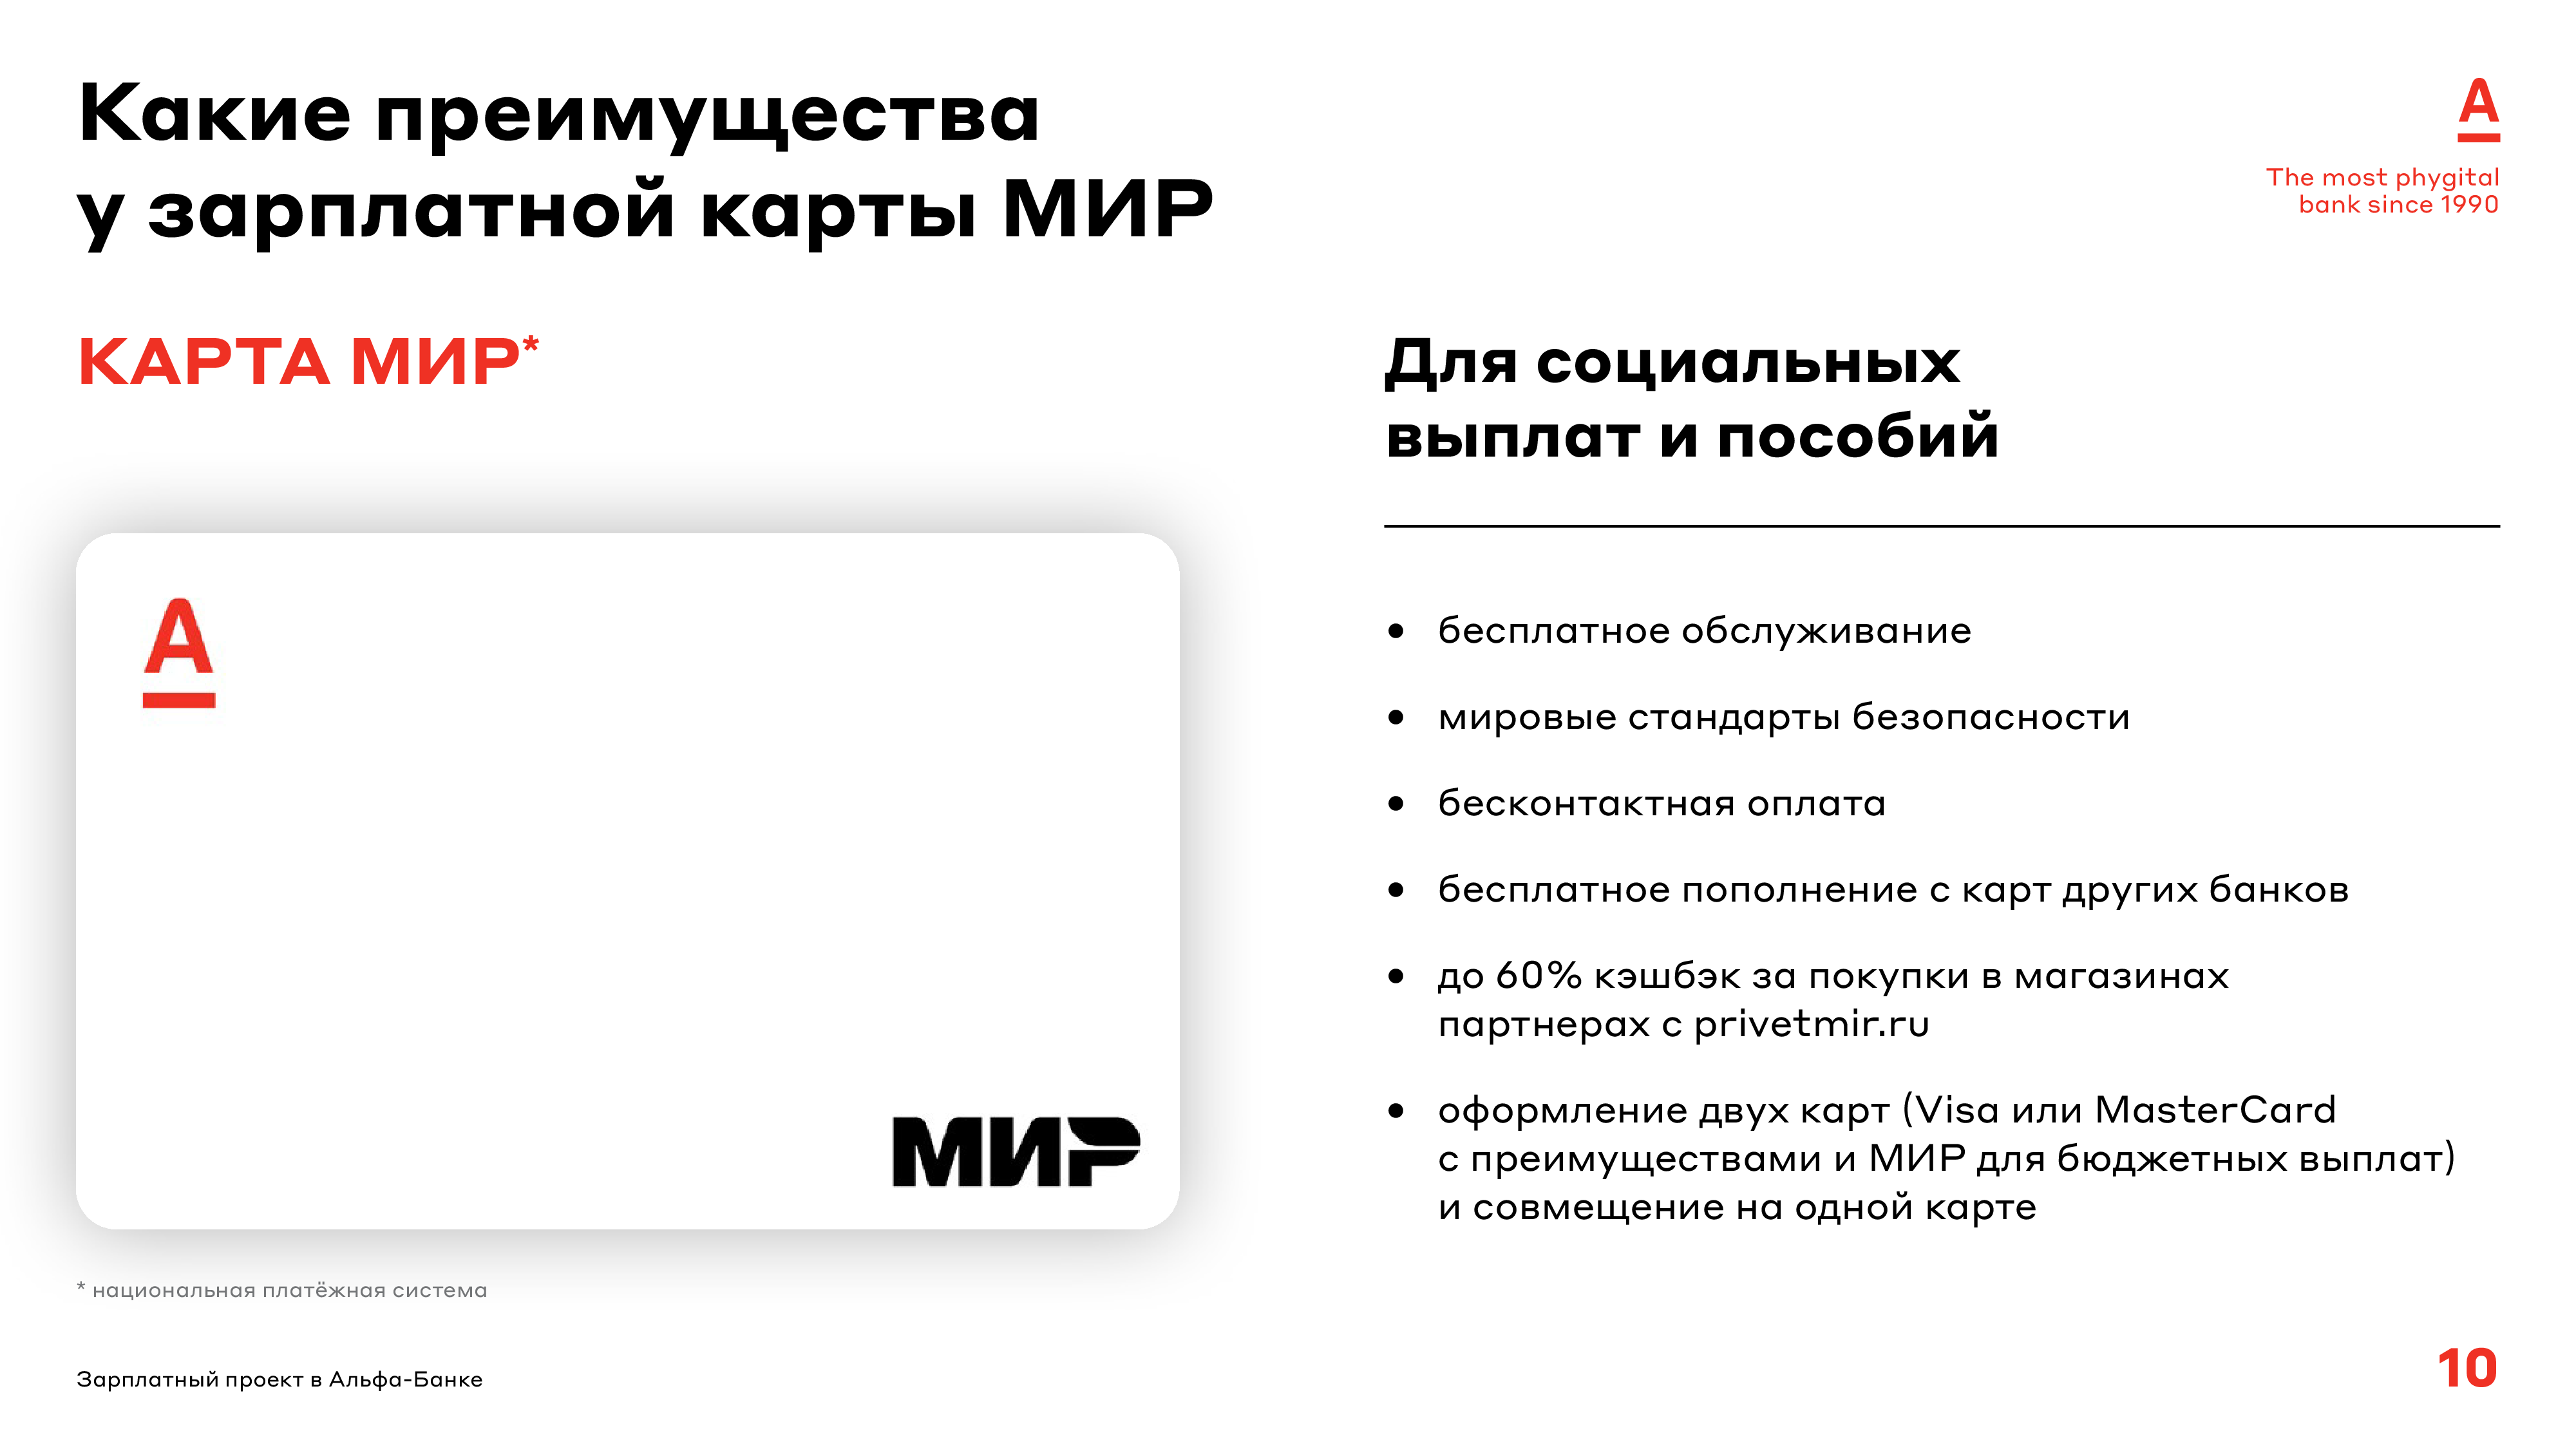 Какие преимущества
у зарплатной карты МИР
А
The most phygital
bank since 1990
КАРТА МИР*
А
МИР
* национальная платёжная система
Для социальных
выплат и пособий
• бесплатное обслуживание
• мировые стандарты безопасности
• бесконтактная оплата
• бесплатное пополнение с карт других банков
• до 60% кэшбэк за покупки в магазинах
партнерах с privetmir.ru
• оформление двух карт (Visa или MasterCard
с преимуществами и МИР для бюджетных выплат)
и совмещение на одной карте
Зарплатный проект в Альфа-Банке
10